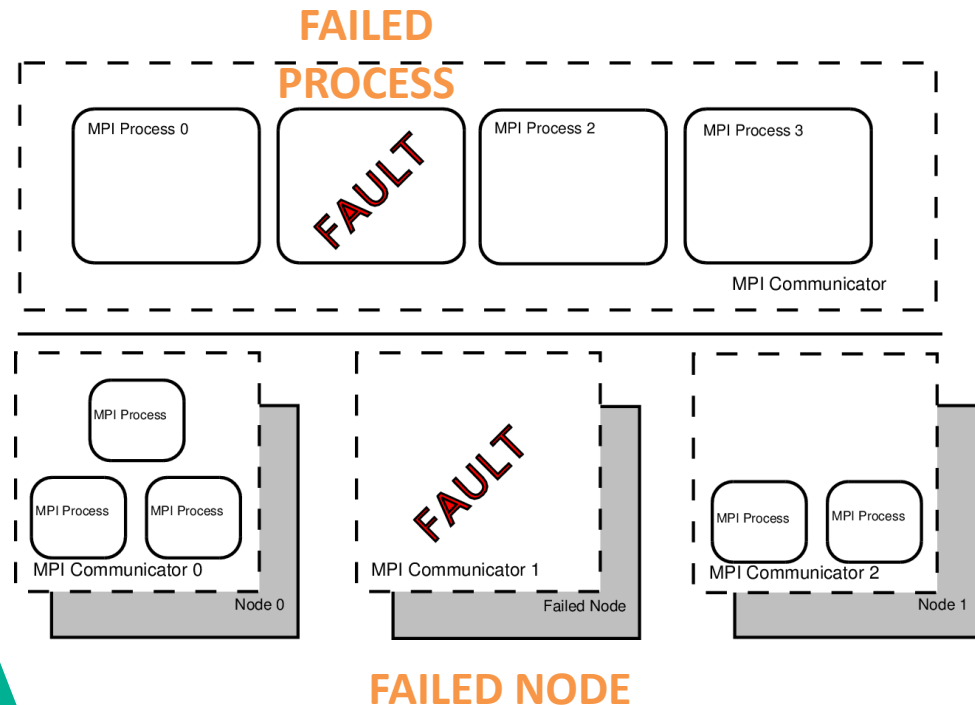 FAILED
PROCESS
MPI Process 0
FAULT
MPI Process 2
MPI Process 3
MPI Communicator
MPI Process
MPI Process
MPI Process
MPI Communicator 0
Node 0
FAULT
MPI Communicator 1
Failed Node
MPI Process
MPI Process
MPI Communicator 2
Node 1
FAILED NODE